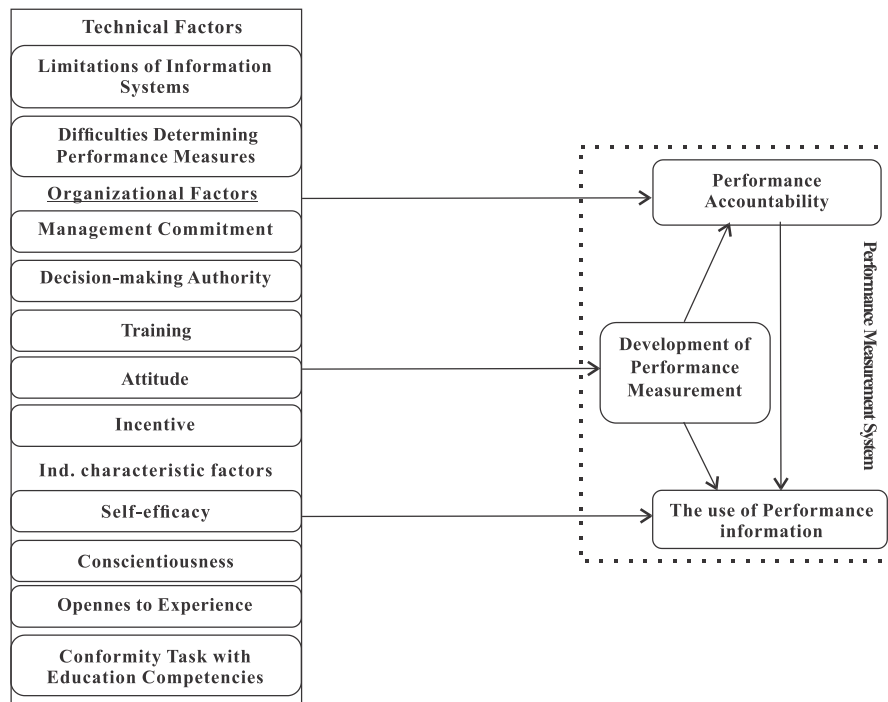 Technical Factors
Limitations of Information
Systems
Difficulties Determining
Performance Measures
Organizational Factors
Management Commitment
Decision-making Authority
Training
Attitude
Incentive
Ind. characteristic factors
Self-efficacy
Conscientiousness
Opennes to Experience
Conformity Task with
Education Competencies
Performance
Accountability
Development of
Performance
Measurement
The use of Performance
information
Performance Measurement System